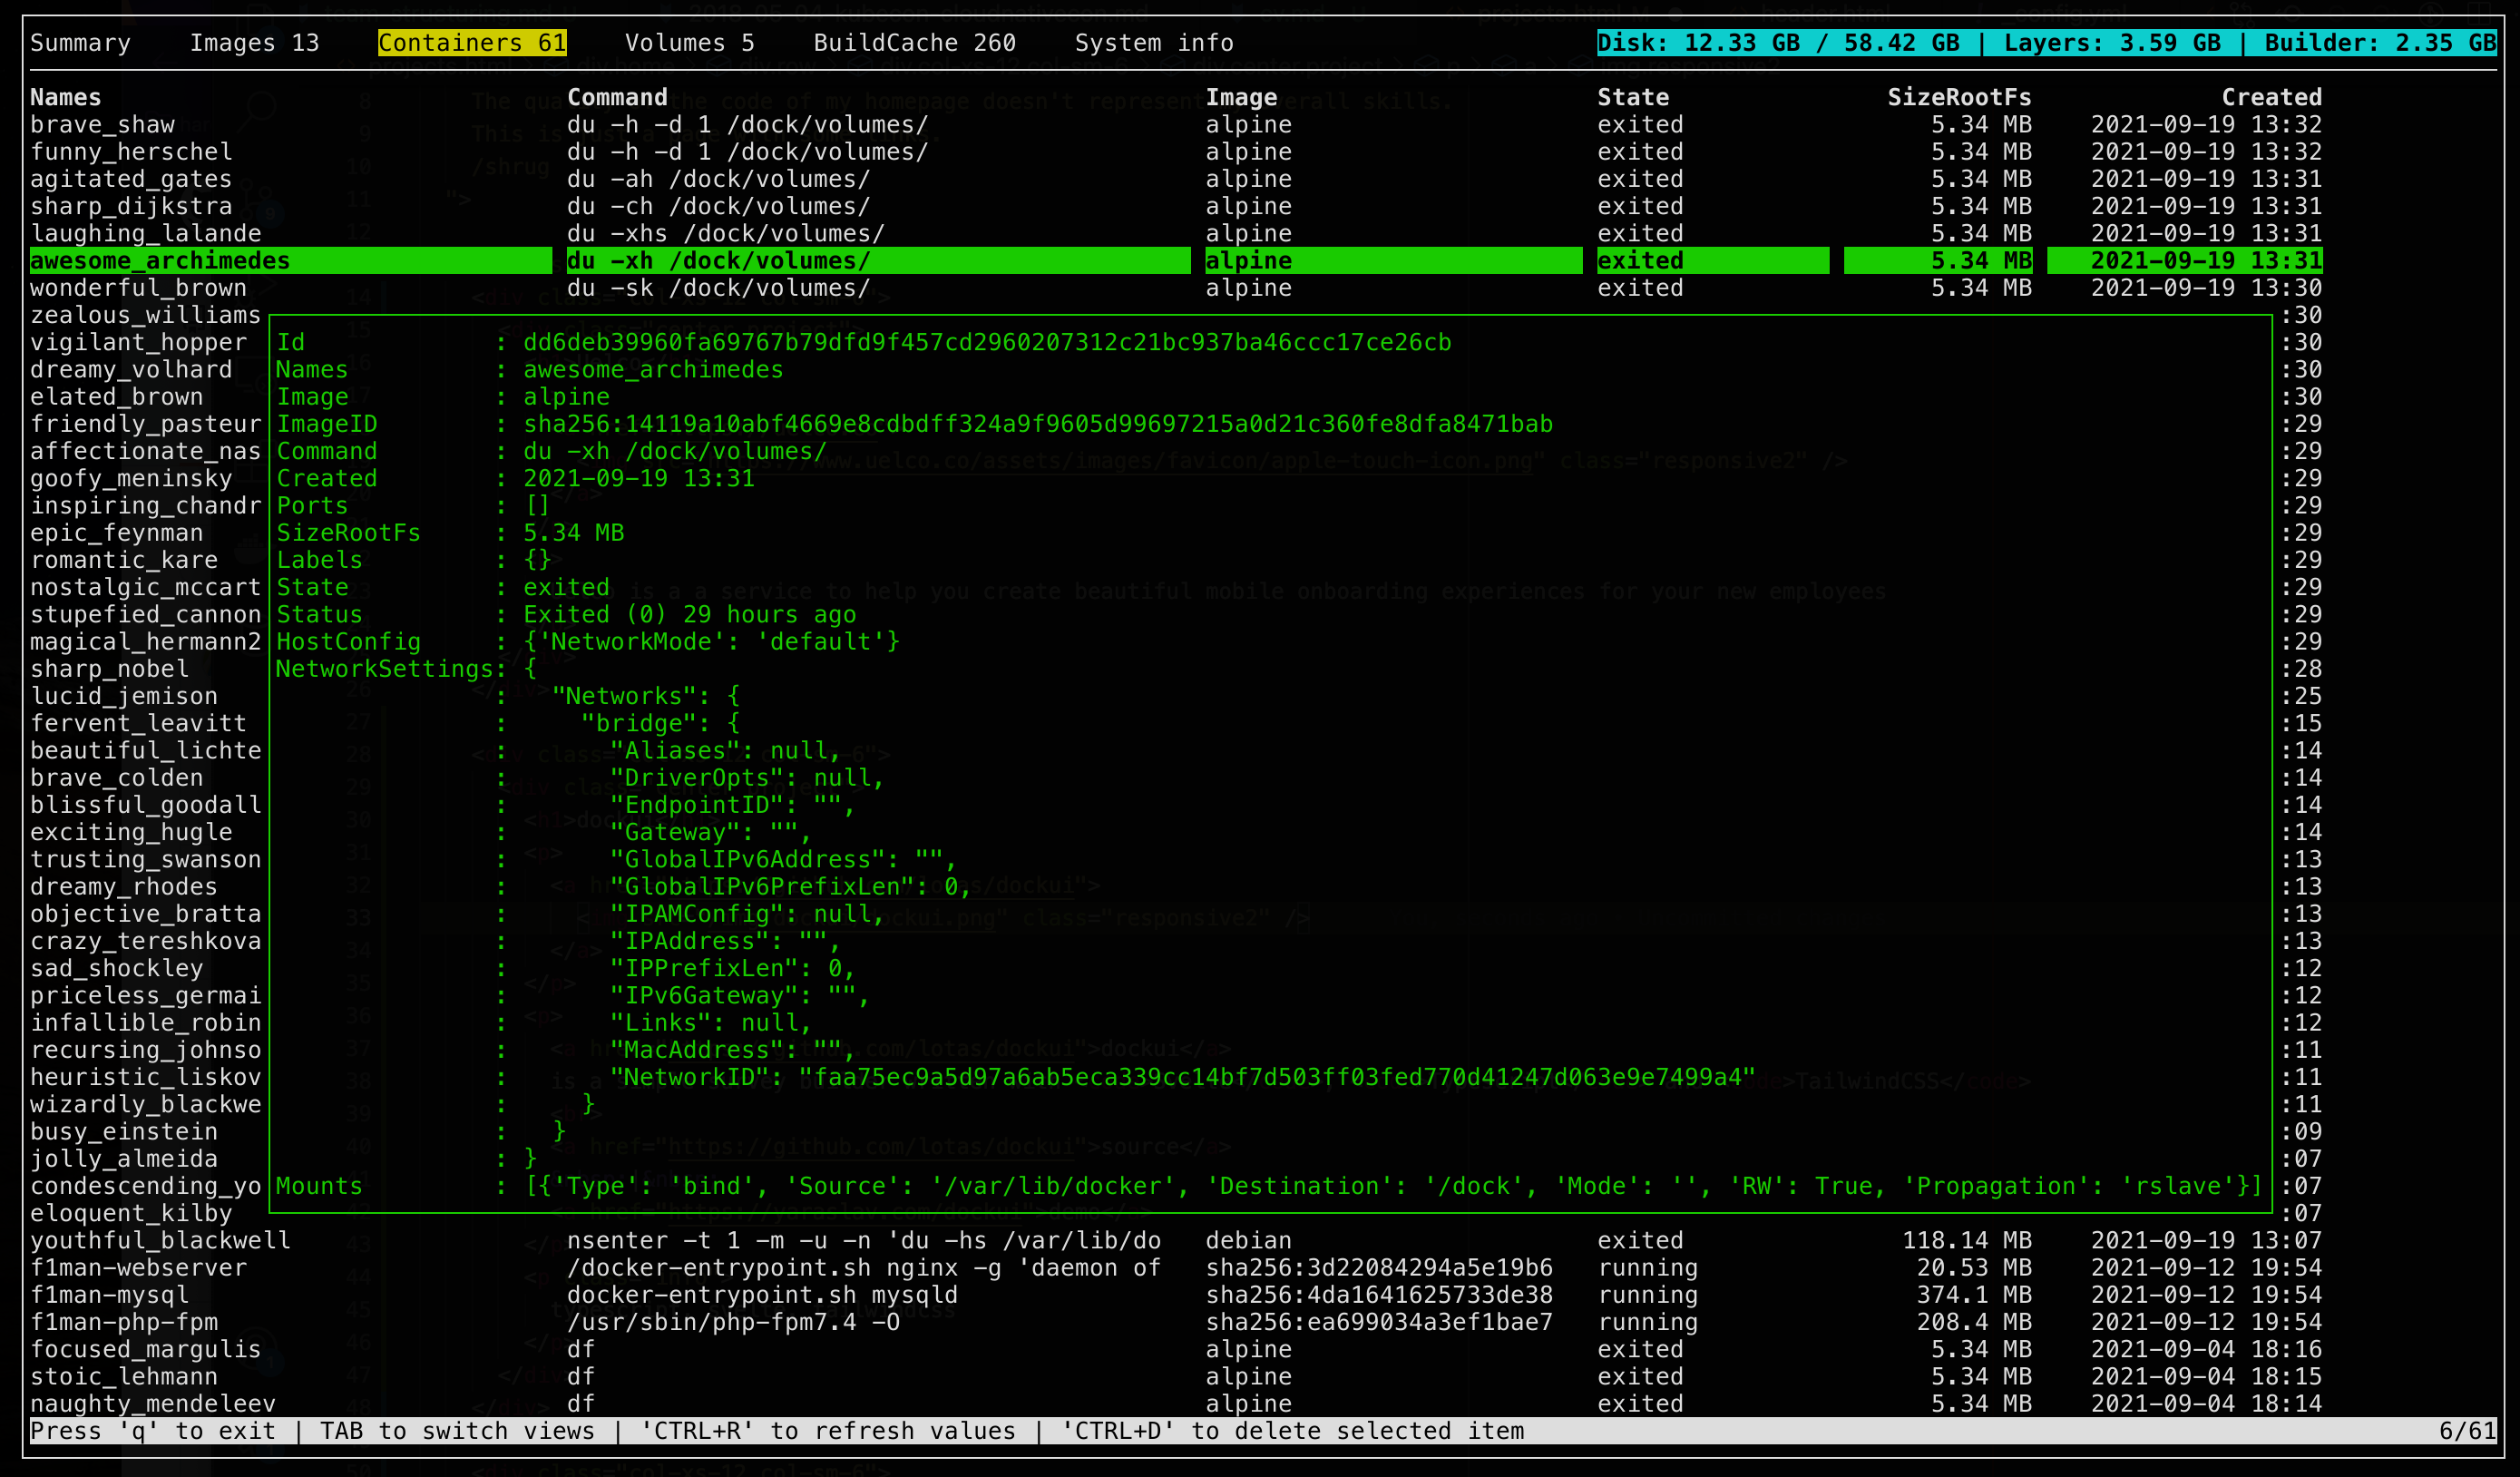 Summary Images 13 Containers 61 Volumes 5 BuildCache 260 System info Disk: 12.33 GB / 58.42 GB | Layers: 3.59 GB | Builder: 2.35 GB
Names Command Image State SizeRootFs Created
brave_shaw du -h -d 1 /dock/volumes/ alpine exited 5.34 MB 2021-09-19 13:32
funny_herschel du -h -d 1 /dock/volumes/ alpine exited 5.34 MB 2021-09-19 13:32
agitated_gates du -ah /dock/volumes/ alpine exited 5.34 MB 2021-09-19 13:31
sharp_dijkstra du -ch /dock/volumes/ alpine exited 5.34 MB 2021-09-19 13:31
laughing_lalande du -xhs /dock/volumes/ alpine exited 5.34 MB 2021-09-19 13:31
awesome_archimedes du -xh /dock/volumes/ alpine exited 5.34 MB 2021-09-19 13:31
wonderful_brown du -sk /dock/volumes/ alpine exited 5.34 MB 2021-09-19 13:30
zealous_williams :30
vigilant_hopper Id : dd6deb39960fa69767b79dfd9f457cd2960207312c21bc937ba46ccc17ce26cb :30
dreamy_volhard Names : awesome_archimedes :30
elated_brown Image : alpine :30
friendly_pasteur ImageID : sha256:14119a10abf4669e8cdbdff324a9f9605d99697215a0d21c360fe8dfa8471bab :29
affectionate_nas Command : du -xh /dock/volumes/ :29
goofy_meninsky Created : 2021-09-19 13:31 :29
inspiring_chandr Ports : [] :29
epic_feynman SizeRootFs : 5.34 MB :29
romantic_kare Labels : {} :29
nostalgic_mccart State : exited :29
stupefied_cannon Status : Exited (0) 29 hours ago :29
magical_hermann2 HostConfig : {'NetworkMode': 'default'} :29
sharp_nobel NetworkSettings: { :28
lucid_jemison : "Networks": { :25
fervent_leavitt : "bridge": { :15
beautiful_lichte : "Aliases": null, :14
brave_colden : "DriverOpts": null, :14
blissful_goodall : "EndpointID": "", :14
exciting_hugle : "Gateway": "", :14
trusting_swanson : "GlobalIPv6Address": "", :13
dreamy_rhodes : "GlobalIPv6PrefixLen": 0, :13
objective_bratta : "IPAMConfig": null, :13
crazy_tereshkova : "IPAddress": "", :13
sad_shockley : "IPPrefixLen": 0, :12
priceless_germai : "IPv6Gateway": "", :12
infallible_robin : "Links": null, :12
recursing_johnso : "MacAddress": "", :11
heuristic_liskov : "NetworkID": "faa75ec9a5d97a6ab5eca339cc14bf7d503ff03fed770d41247d063e9e7499a4" :11
wizardly_blackwe : } :11
busy_einstein : } :09
jolly_almeida : } :07
condescending_yo Mounts : [{'Type': 'bind', 'Source': '/var/lib/docker', 'Destination': '/dock', 'Mode': '', 'RW': True, 'Propagation': 'rslave'}] :07
eloquent_kilby :07
youthful_blackwell nsenter -t 1 -m -u -n 'du -hs /var/lib/do debian exited 118.14 MB 2021-09-19 13:07
f1man-webserver /docker-entrypoint.sh nginx -g 'daemon of sha256:3d22084294a5e19b6 running 20.53 MB 2021-09-12 19:54
f1man-mysql docker-entrypoint.sh mysqld sha256:4da1641625733de38 running 374.1 MB 2021-09-12 19:54
f1man-php-fpm /usr/sbin/php-fpm7.4 -O sha256:ea699034a3ef1bae7 running 208.4 MB 2021-09-12 19:54
focused_margulis df alpine exited 5.34 MB 2021-09-04 18:16
stoic_lehmann df alpine exited 5.34 MB 2021-09-04 18:15
naughty_mendeleev df alpine exited 5.34 MB 2021-09-04 18:14
Press 'q' to exit | TAB to switch views | 'CTRL+R' to refresh values | 'CTRL+D' to delete selected item 6/61